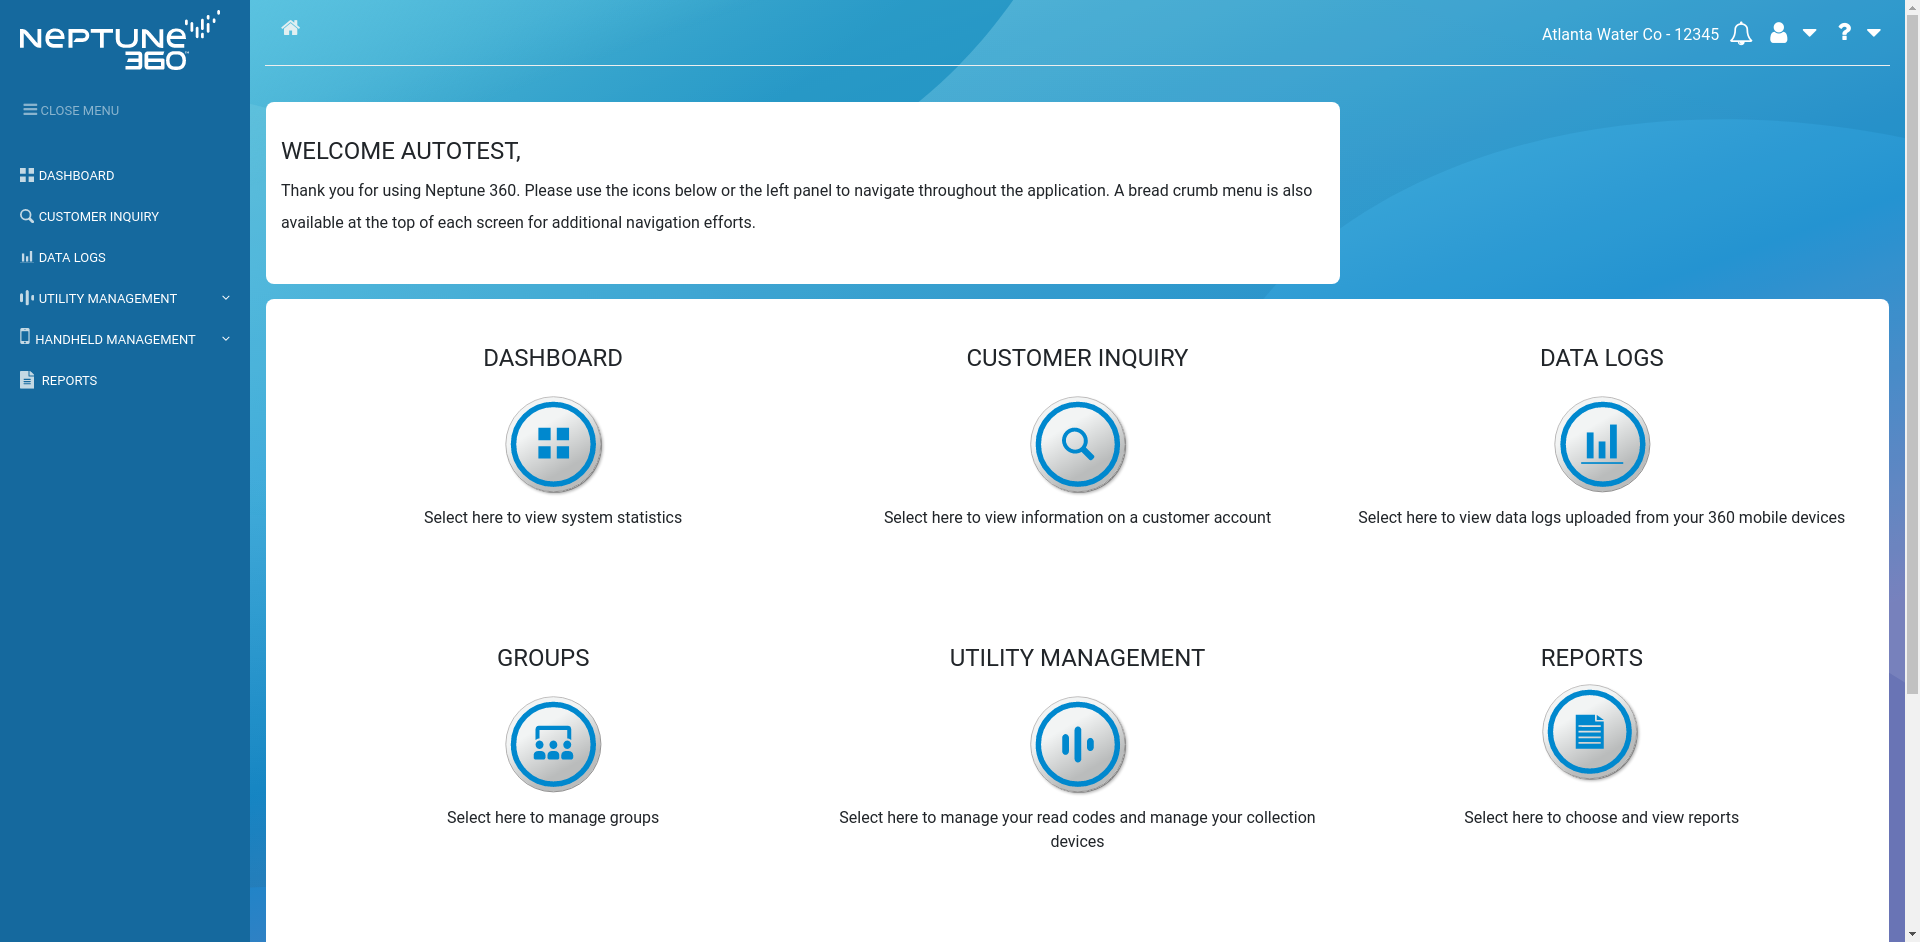 NEPTUNE
360
Atlanta Water Co - 12345
?
CLOSE MENU
DASHBOARD
CUSTOMER INQUIRY
DATA LOGS
UTILITY MANAGEMENT
HANDHELD MANAGEMENT
REPORTS
WELCOME AUTOTEST,
Thank you for using Neptune 360. Please use the icons below or the left panel to navigate throughout the application. A bread crumb menu is also
available at the top of each screen for additional navigation efforts.
DASHBOARD
Select here to view system statistics
CUSTOMER INQUIRY
Select here to view information on a customer account
DATA LOGS
Select here to view data logs uploaded from your 360 mobile devices
GROUPS
Select here to manage groups
UTILITY MANAGEMENT
Select here to manage your read codes and manage your collection
devices
REPORTS
Select here to choose and view reports